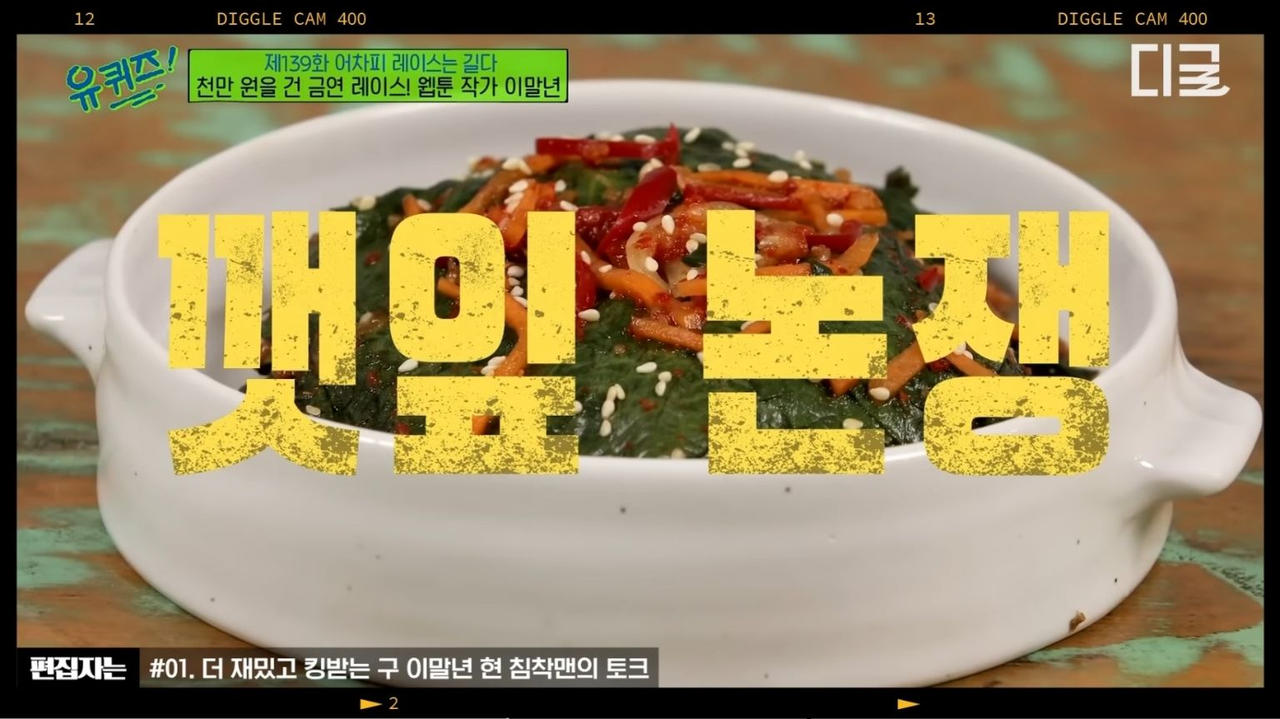 12 DIGGLE CAM 400 13 DIGGLE CAM 400
유퀴즈!
제139화 어차피 레이스는 길다
천만 원을 건 금연 레이스! 웹툰 작가 이말년
디글
깻잎 논쟁
편집자는 #01. 더 재밌고 킹받는 구 이말년 현 침착맨의 토크
2